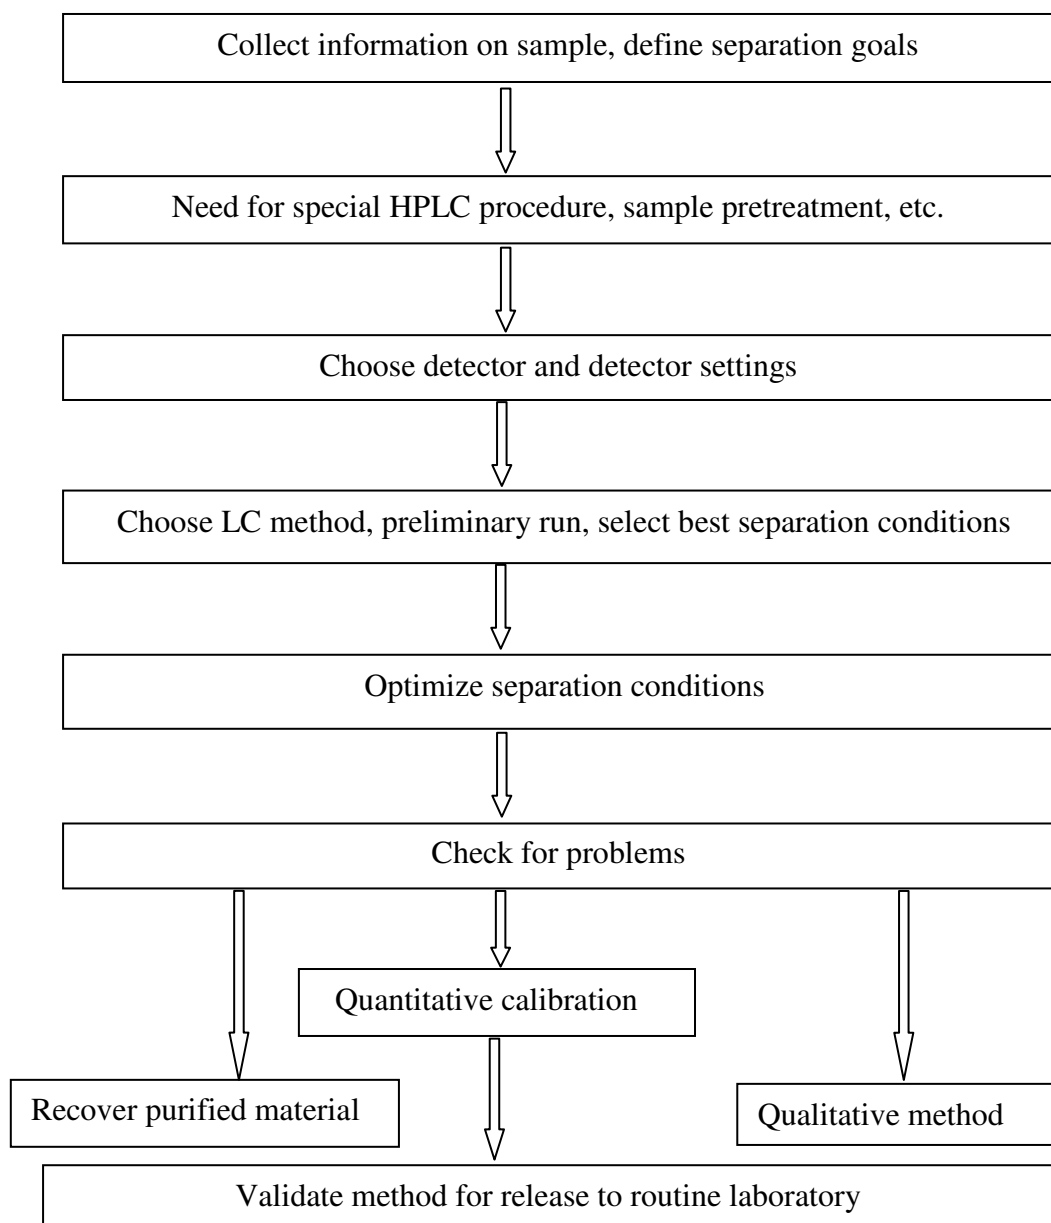 Collect information on sample, define separation goals
Need for special HPLC procedure, sample pretreatment, etc.
Choose detector and detector settings
Choose LC method, preliminary run, select best separation conditions
Optimize separation conditions
Check for problems
Quantitative calibration
Recover purified material
Qualitative method
Validate method for release to routine laboratory